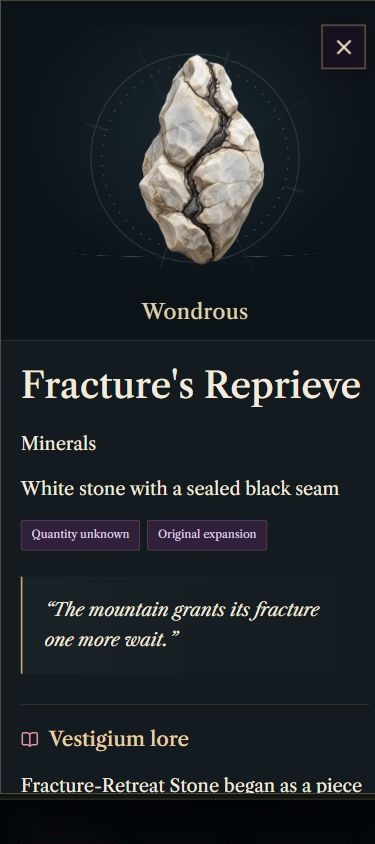 Wondrous
Fracture's Reprieve
Minerals
White stone with a sealed black seam
Quantity unknown
Original expansion
“The mountain grants its fracture
one more wait.”
Vestigium lore
Fracture-Retreat Stone began as a piece